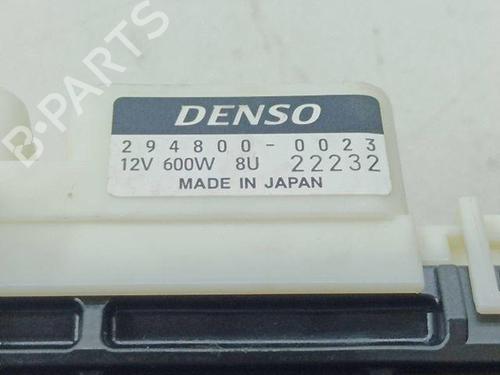 B-PARTS
DENSO
294800-0023
12V 600W 8U 22232
MADE IN JAPAN